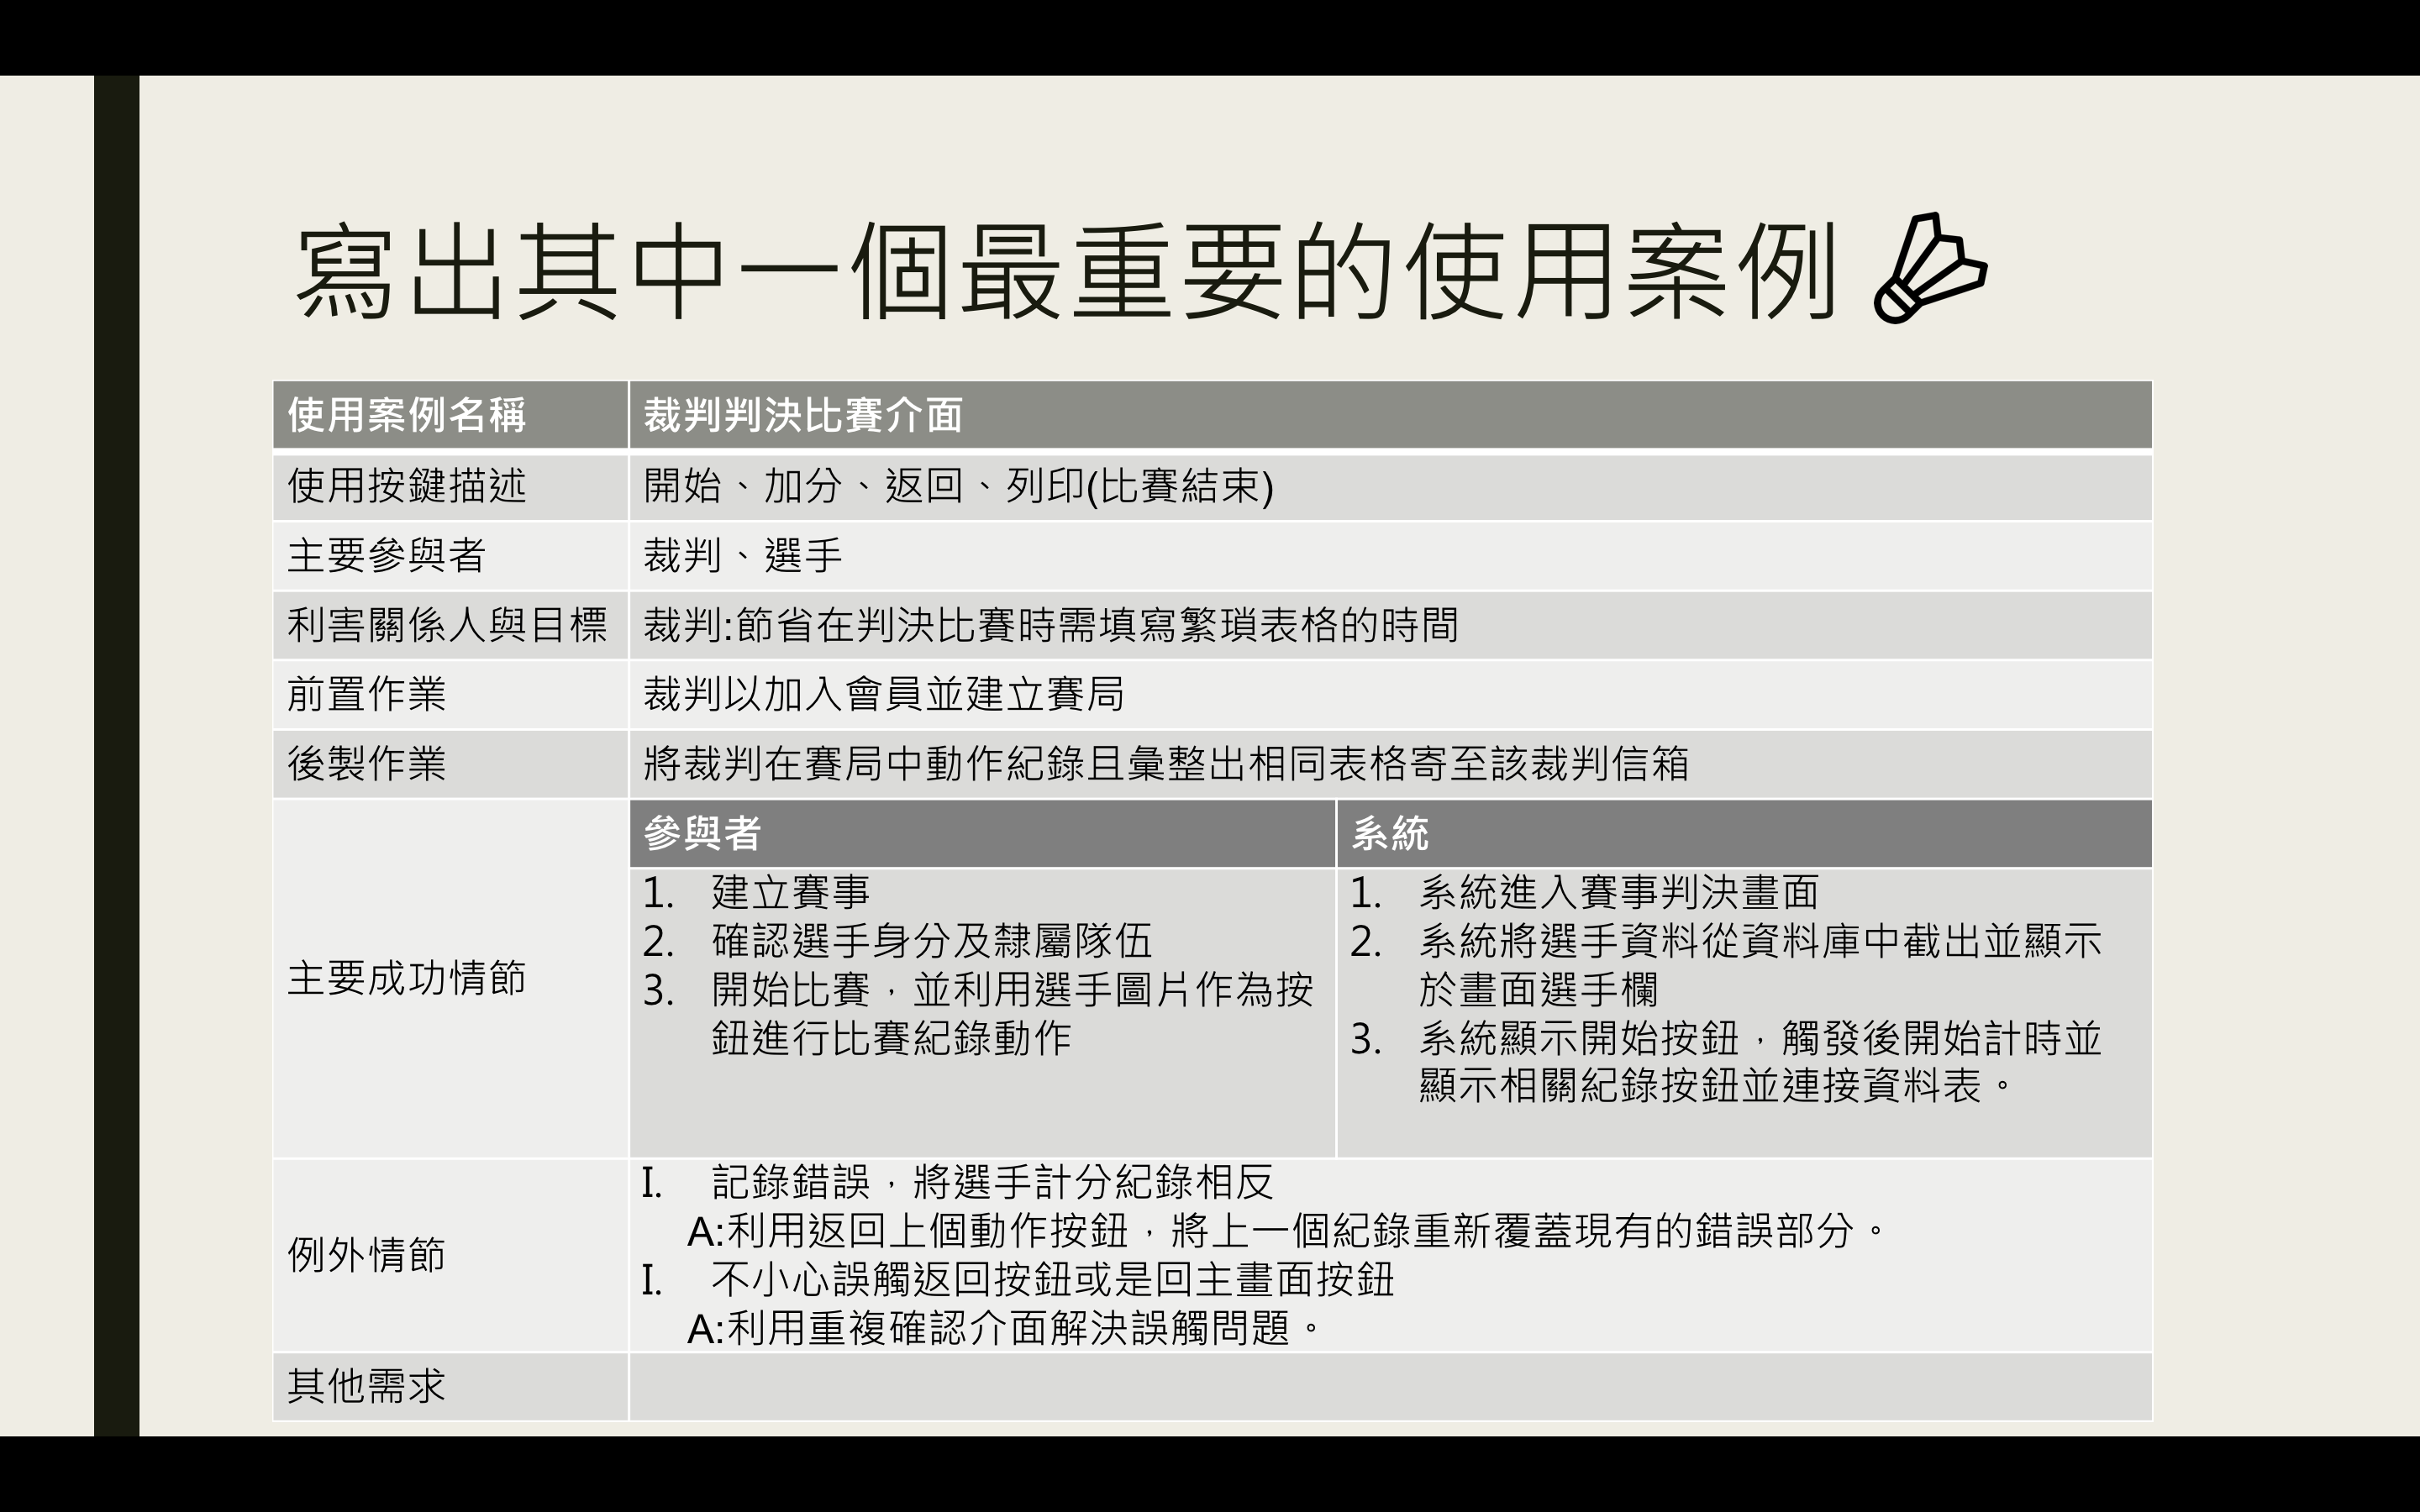 寫出其中一個最重要的使用案例
使用案例名稱 裁判判決比賽介面
使用按鍵描述 開始、加分、返回、列印(比賽結束)
主要參與者 裁判、選手
利害關係人與目標 裁判:節省在判決比賽時需填寫繁瑣表格的時間
前置作業 裁判以加入會員並建立賽局
後製作業 將裁判在賽局中動作紀錄且彙整出相同表格寄至該裁判信箱
主要成功情節
參與者
1. 建立賽事
2. 確認選手身分及隸屬隊伍
3. 開始比賽，並利用選手圖片作為按
鈕進行比賽紀錄動作
系統
1. 系統進入賽事判決畫面
2. 系統將選手資料從資料庫中截出並顯示
於畫面選手欄
3. 系統顯示開始按鈕，觸發後開始計時並
顯示相關紀錄按鈕並連接資料表。
例外情節
I. 記錄錯誤，將選手計分紀錄相反
A:利用返回上個動作按鈕，將上一個紀錄重新覆蓋現有的錯誤部分。
I. 不小心誤觸返回按鈕或是回主畫面按鈕
A:利用重複確認介面解決誤觸問題。
其他需求